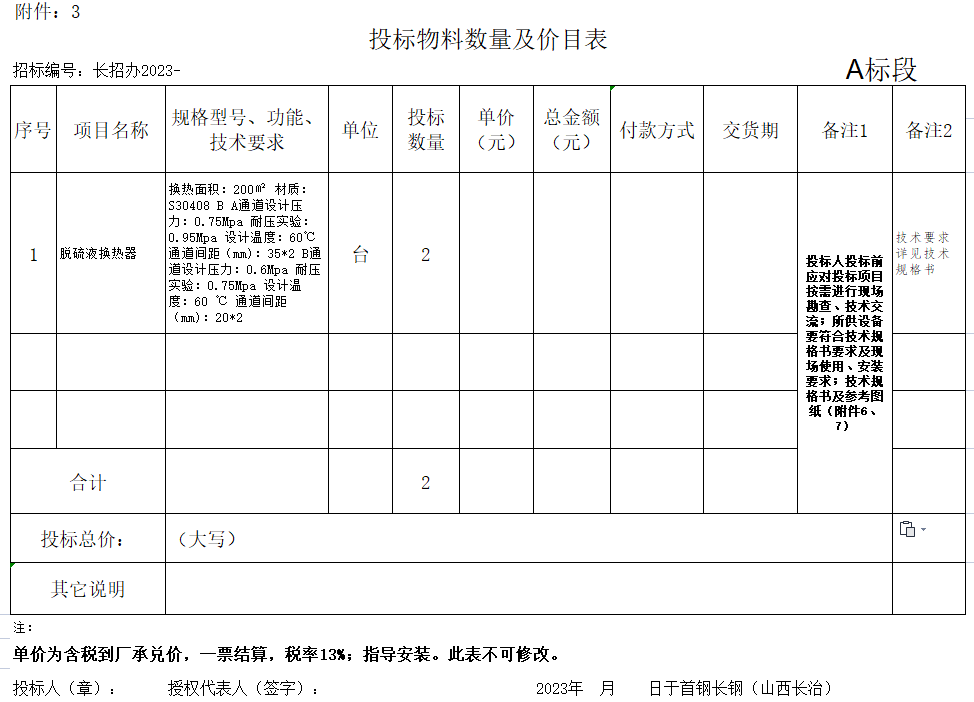 附件：3
投标物料数量及价目表
招标编号：长招办2023-
A标段
序号
项目名称
规格型号、功能、
技术要求
单位
投标
数量
单价
（元）
总金额
（元）
付款方式
交货期
备注1
备注2
1
脱硫液换热器
换热面积：200㎡ 材质：
S30408 B A通道设计压
力：0.75Mpa 耐压实验：
0.95Mpa 设计温度：60℃
通道间距（mm）：35*2 B通
道设计压力：0.6Mpa 耐压
实验：0.75Mpa 设计温
度：60 ℃ 通道间距
（mm）：20*2
台
2
投标人投标前
应对投标项目
按需进行现场
勘查、技术交
流；所供设备
要符合技术规
格书要求及现
场使用、安装
要求；技术规
格书及参考图
纸（附件6、
7）
技术要求
详见技术
规格书
合计
2
投标总价：
（大写）
其它说明
注：
单价为含税到厂承兑价，一票结算，税率13%；指导安装。此表不可修改。
投标人（章）：
授权代表人（签字）：
2023年 月 日于首钢长钢（山西长治）